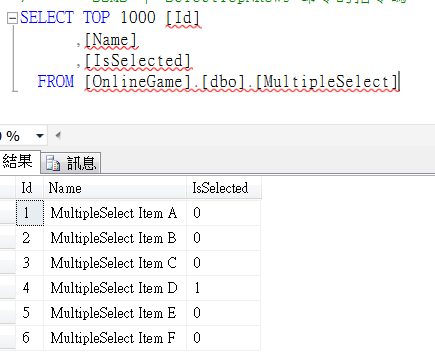 SELECT TOP 1000 [Id]
,[Name]
,[IsSelected]
FROM [OnlineGame].[dbo].[MultipleSelect]
%
結果 訊息
Id Name IsSelected
1 MultipleSelect Item A 0
2 MultipleSelect Item B 0
3 MultipleSelect Item C 0
4 MultipleSelect Item D 1
5 MultipleSelect Item E 0
6 MultipleSelect Item F 0